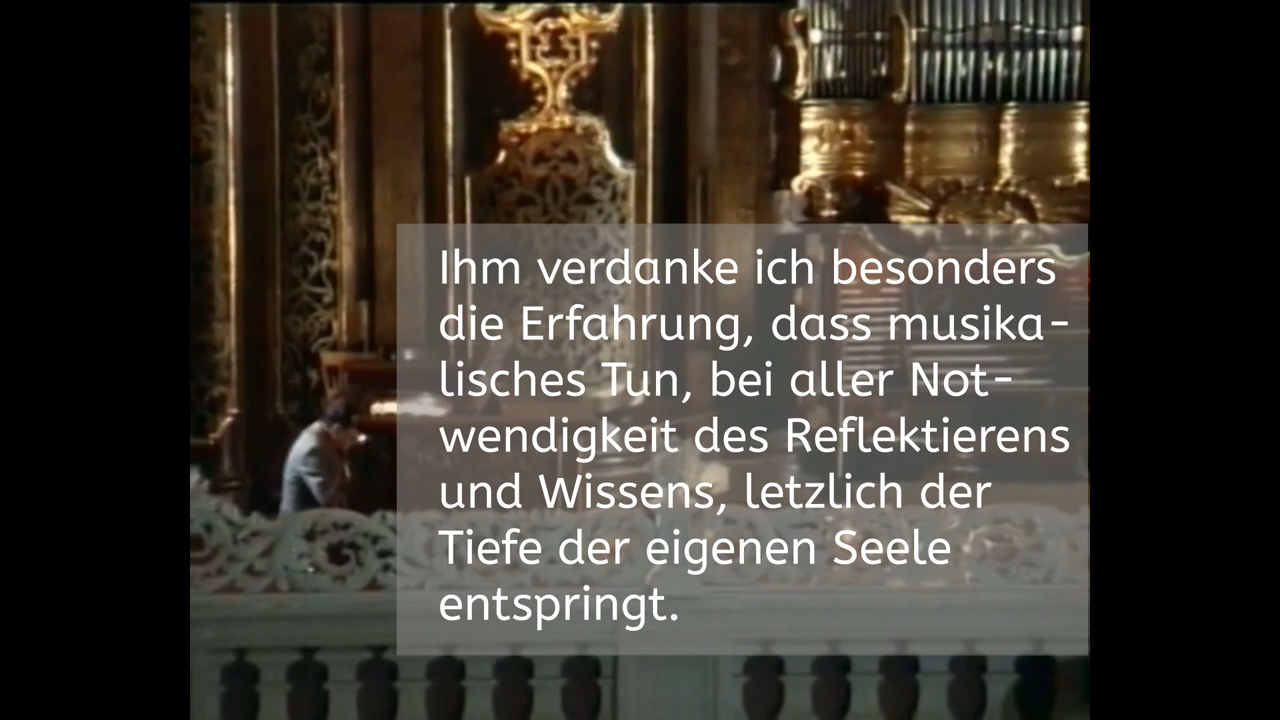 Ihm verdanke ich besonders
die Erfahrung, dass musika-
lisches Tun, bei aller Not-
wendigkeit des Reflektierens
und Wissens, letzlich der
Tiefe der eigenen Seele
entspringt.